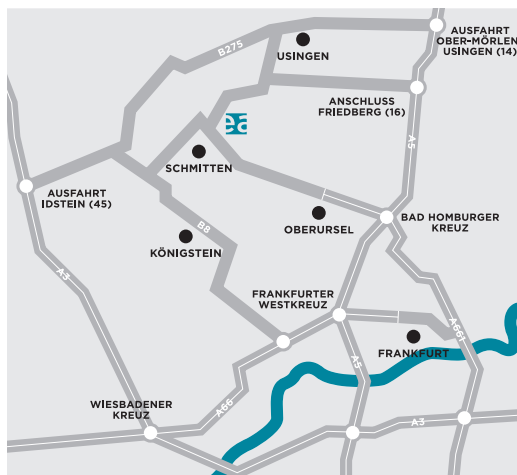 AUSFAHRT
OBER-MÖRLEN
USINGEN (14)
B275
USINGEN
ANSCHLUSS
FRIEDBERG (16)
ea
A5
SCHMITTEN
AUSFAHRT
IDSTEIN (45)
OBERURSEL
BAD HOMBURGER
KREUZ
B8
KÖNIGSTEIN
A3
FRANKFURTER
WESTKREUZ
A661
FRANKFURT
A5
WIESBADENER
KREUZ
A66
A3